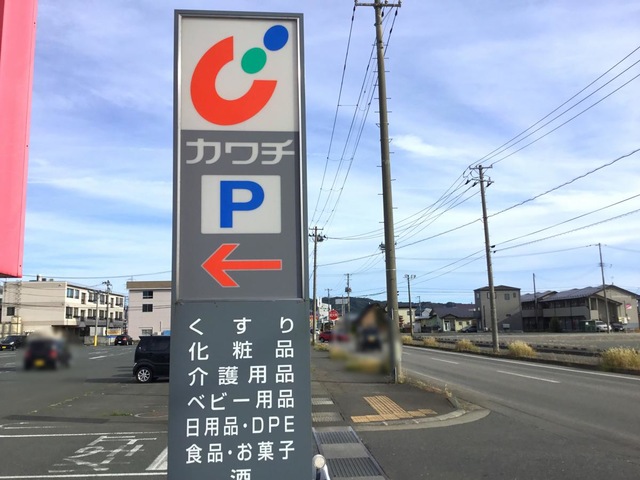 カワチ
P
くすり
化粧品
介護用品
ベビー用品
日用品・DPE
食品・お菓子
酒